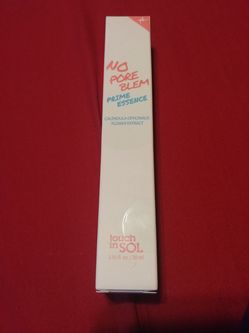 NO
PORE
BLEM
PRIME
ESSENCE
CALENDULA OFFICINALIS
FLOWER EXTRACT
touch
in SOL